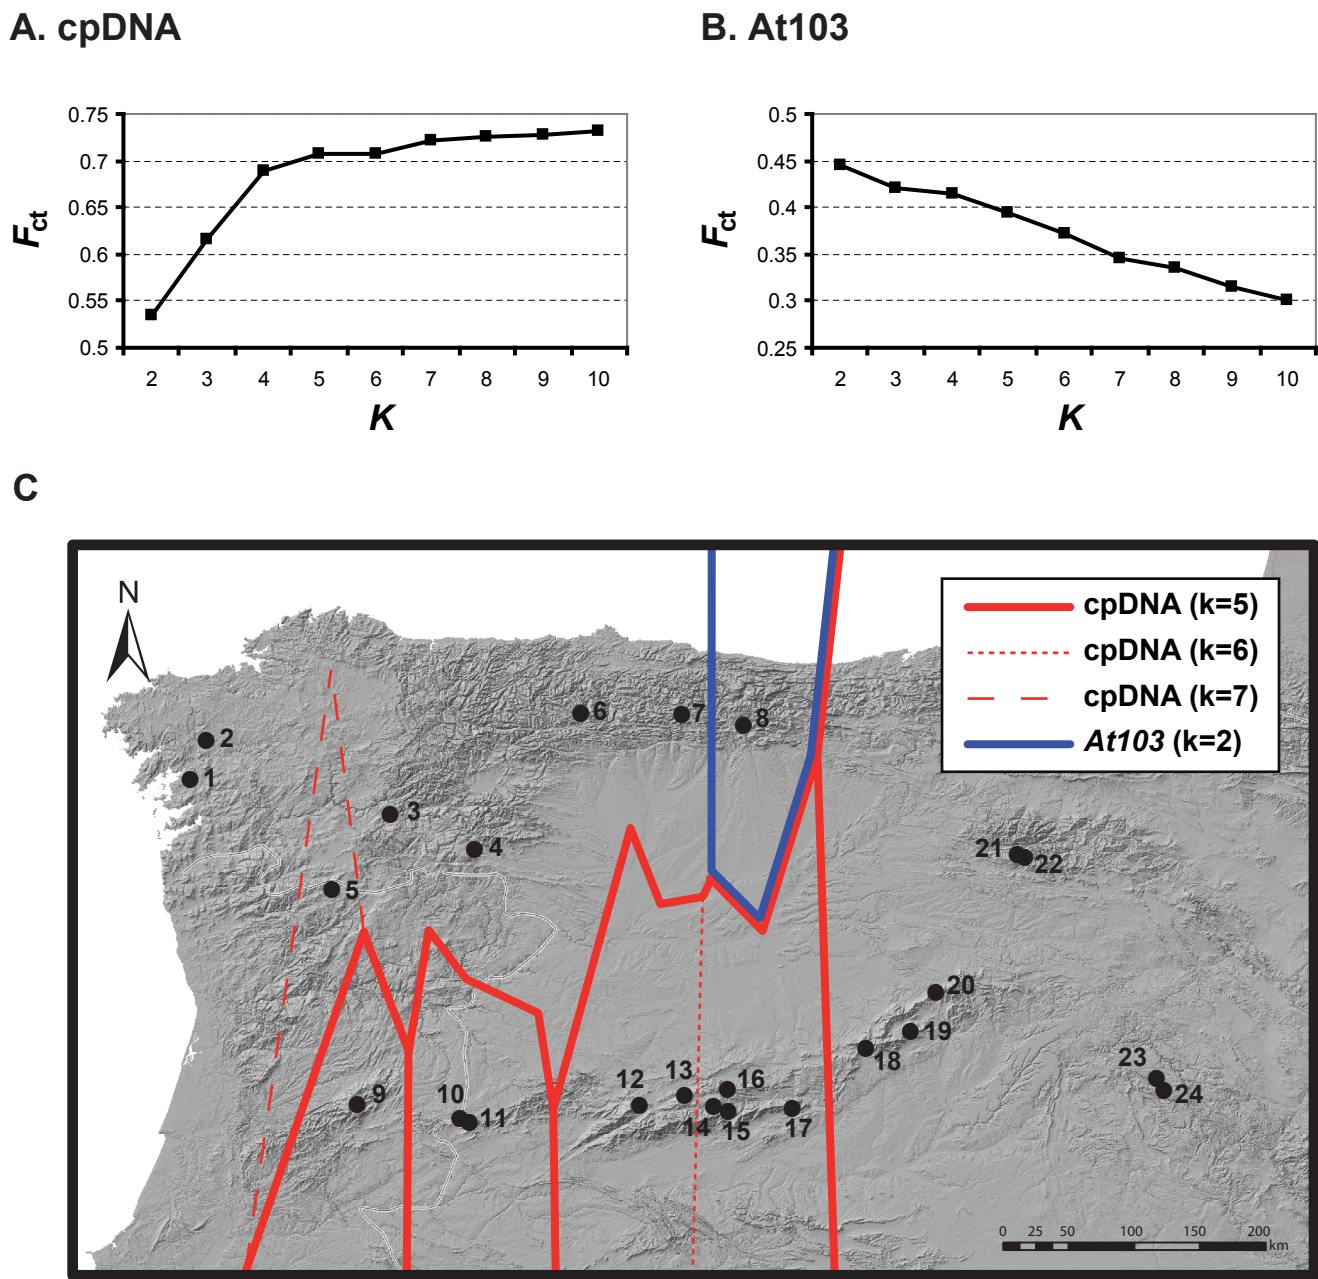 A. cpDNA
B. At103
0.75
0.7
0.65
0.6
0.55
0.5
Fct
2 3 4 5 6 7 8 9 10
K
0.5
0.45
0.4
0.35
0.3
0.25
Fct
2 3 4 5 6 7 8 9 10
K
C
N
cpDNA (k=5)
cpDNA (k=6)
cpDNA (k=7)
At103 (k=2)
1
2
3
4
5
6
7
8
9
10
11
12
13
14
15
16
17
18
19
20
21
22
23
24
0 25 50 100 150 200
km